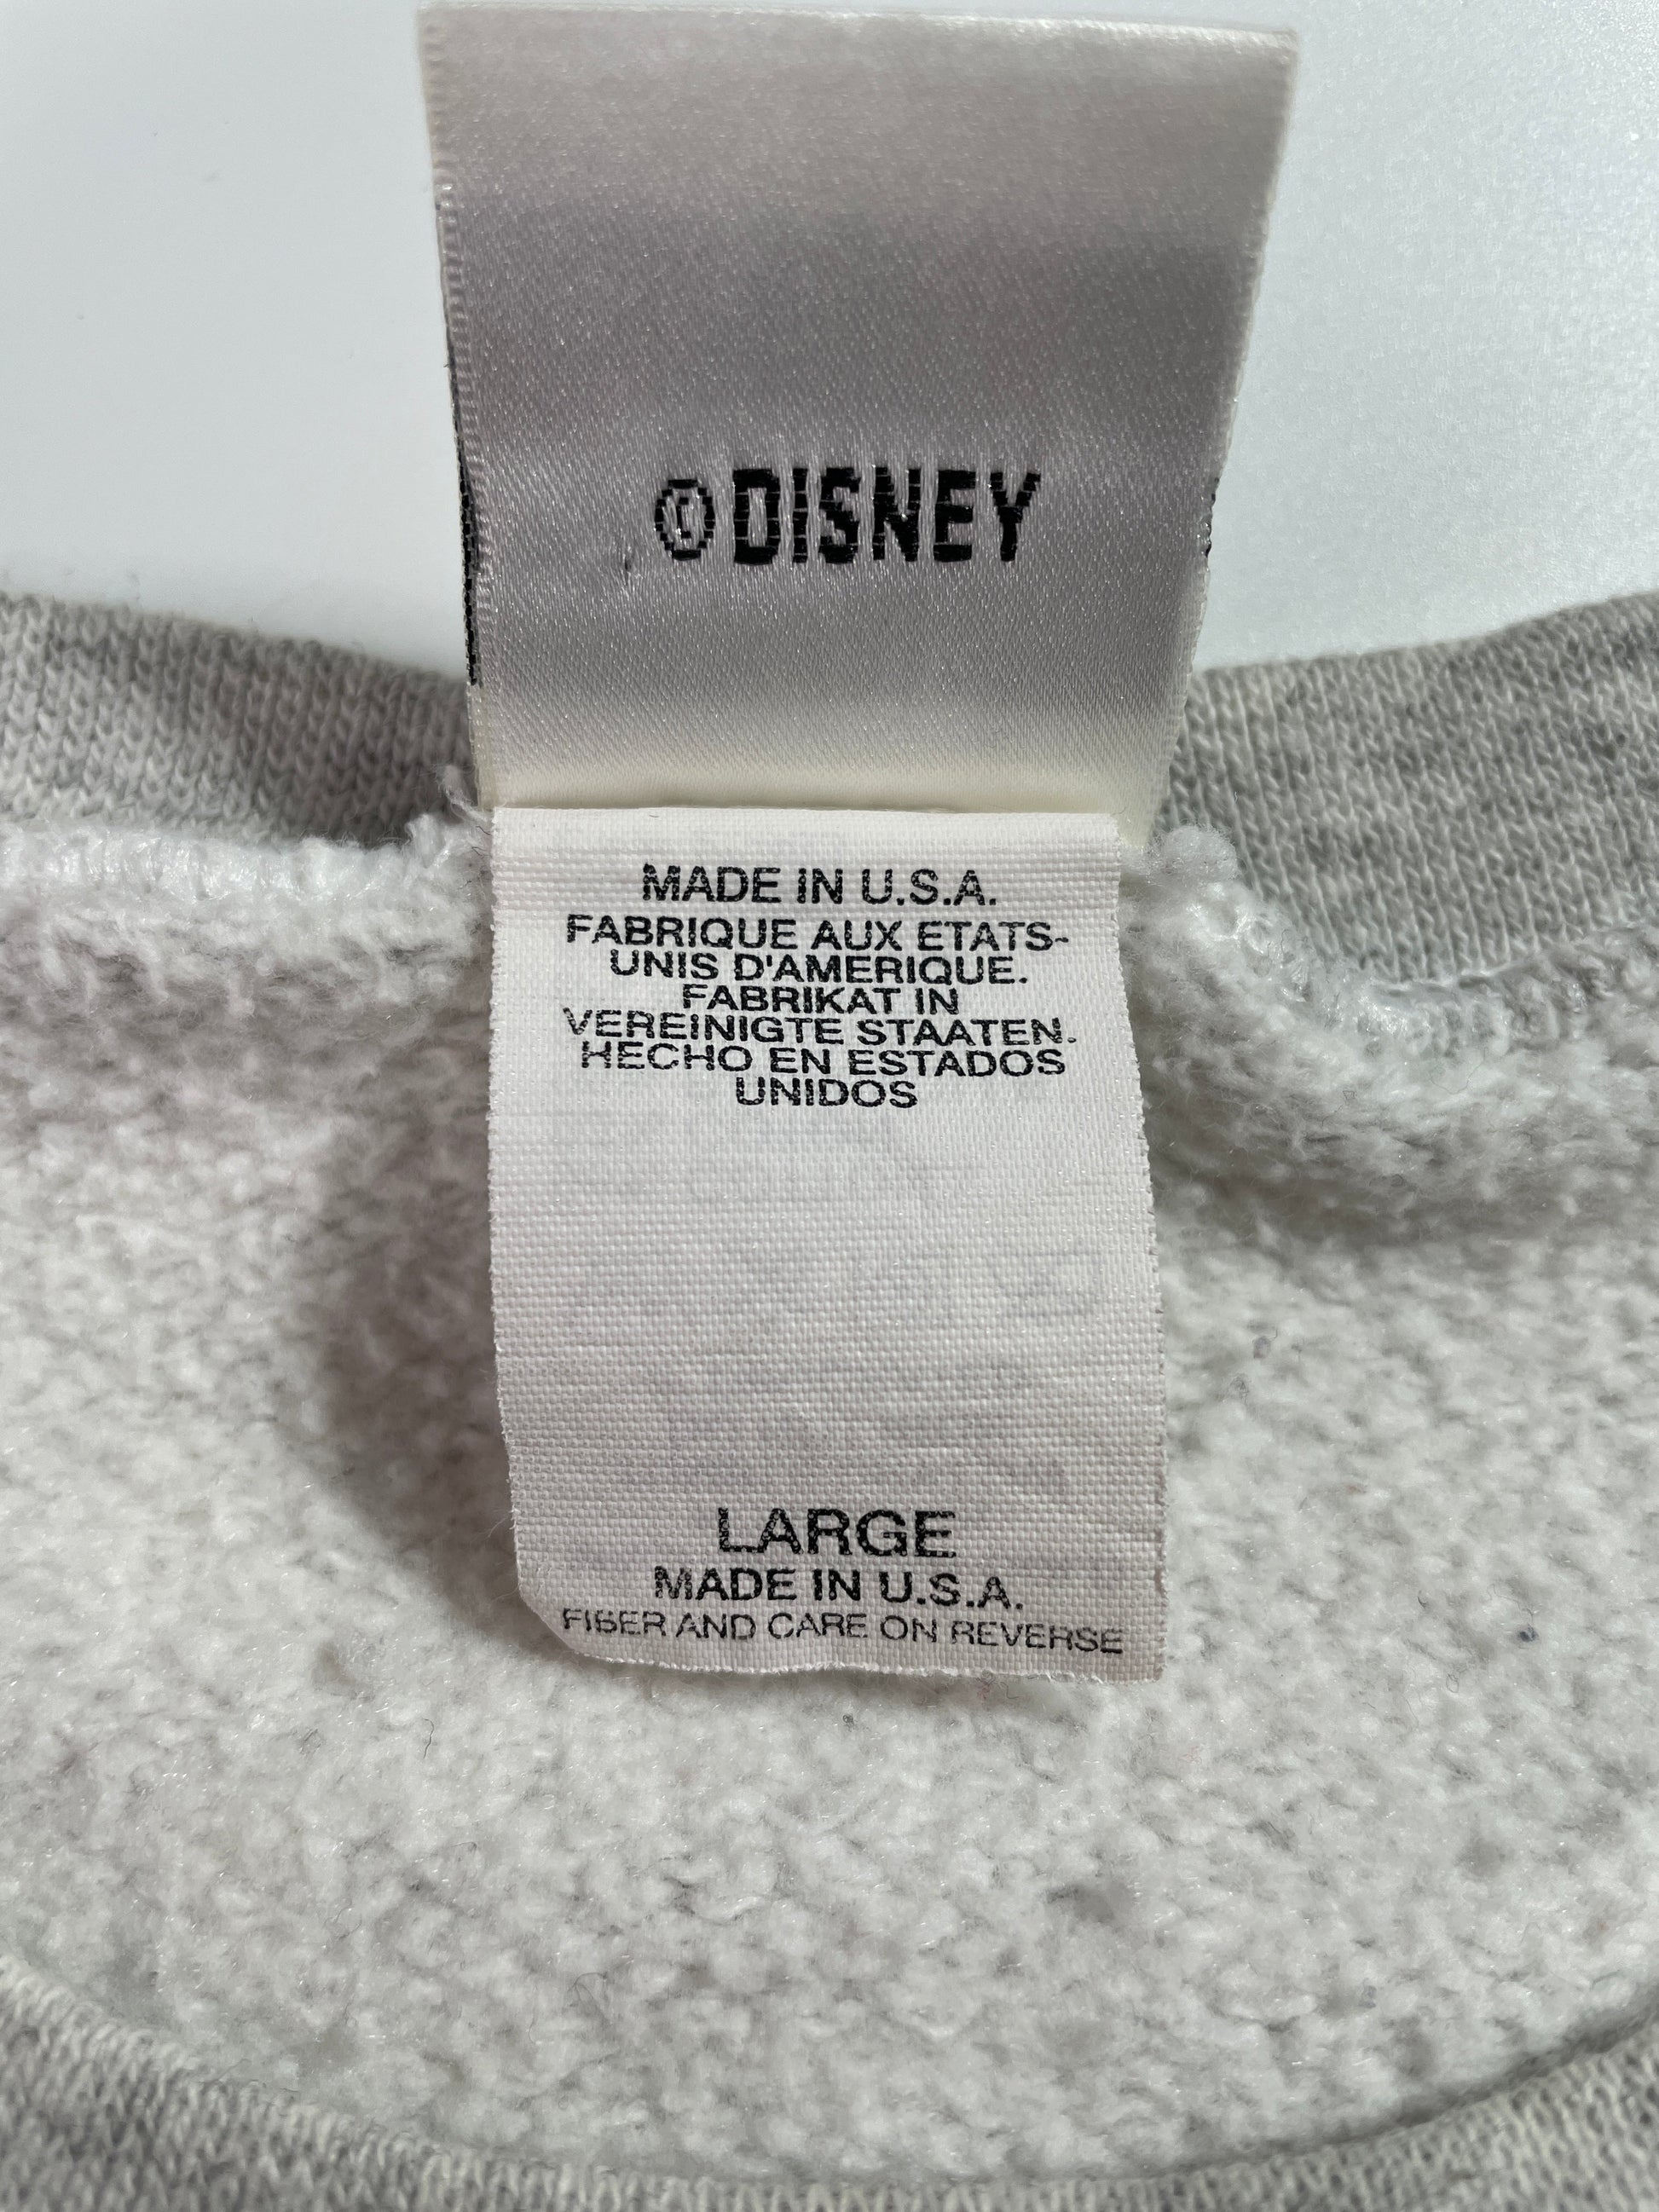 ©DISNEY
MADE IN U.S.A.
FABRIQUE AUX ETATS-
UNIS D'AMERIQUE.
FABRIKAT IN
VEREINIGTE STAATEN.
HECHO EN ESTADOS
UNIDOS
LARGE
MADE IN U.S.A.
FIBER AND CARE ON REVERSE